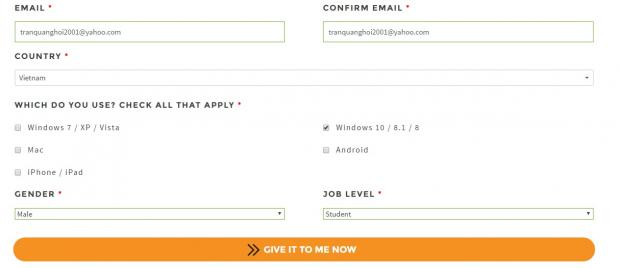 EMAIL * CONFIRM EMAIL *
tranquanghoi2001@yahoo.com tranquanghoi2001@yahoo.com
COUNTRY *
Vietnam
WHICH DO YOU USE? CHECK ALL THAT APPLY *
Windows 7 / XP / Vista Windows 10 / 8.1 / 8
Mac Android
iPhone / iPad
GENDER * JOB LEVEL *
Male Student
GIVE IT TO ME NOW